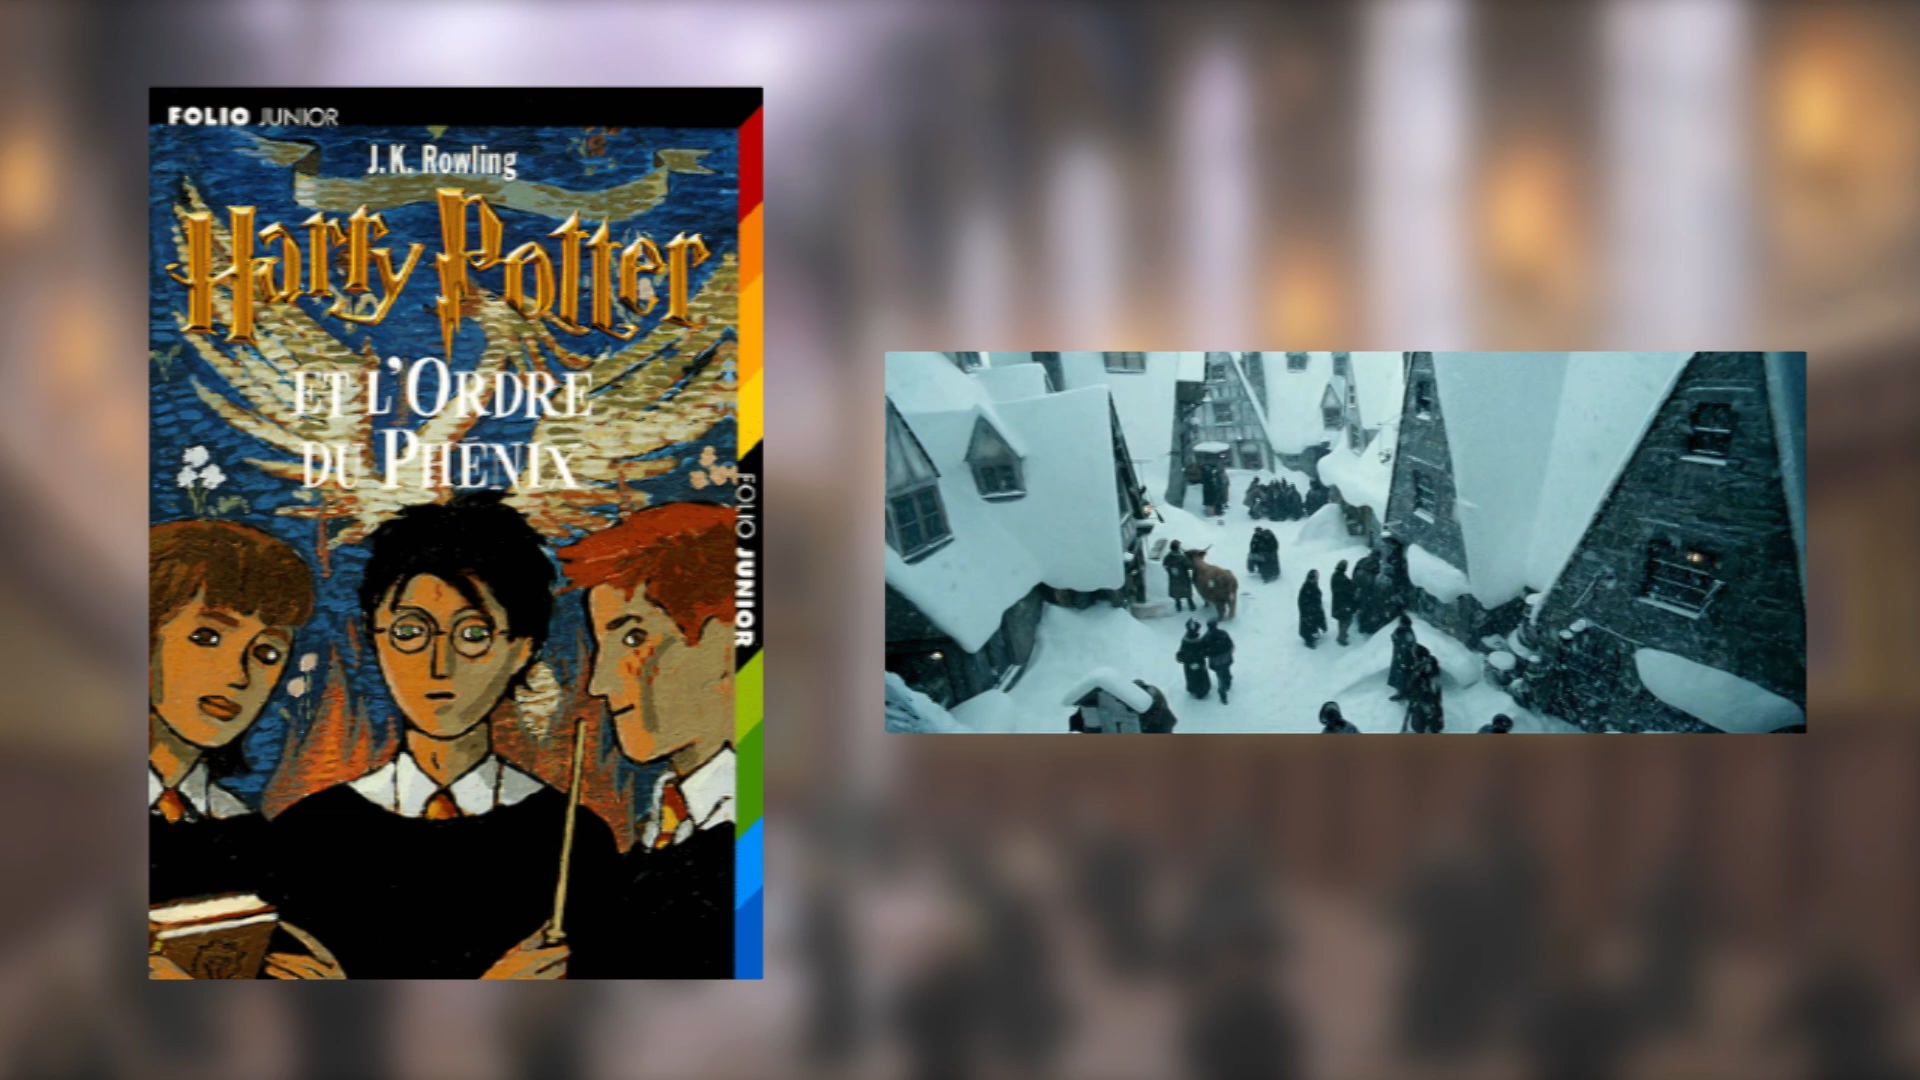 FOLIO JUNIOR
J.K. Rowling
Harry Potter
ET L'ORDRE
DU PHÉNIX
FOLIO JUNIOR